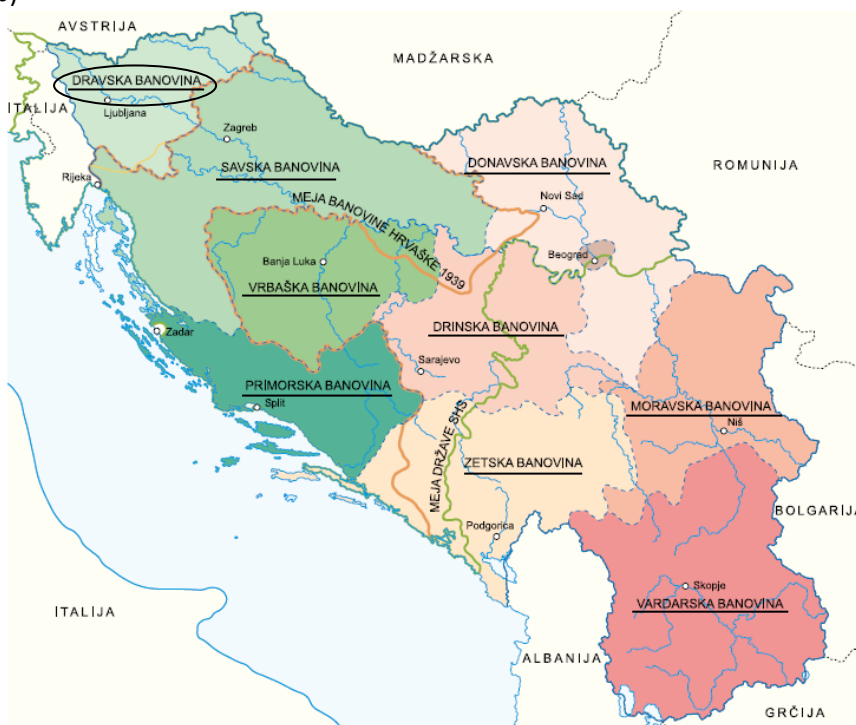 AVSTRIJA
MADŽARSKA
DRAVSKA BANOVINA
ITALIJA
Ljubljana
Zagreb
SAVSKA BANOVINA
DONAVSKA BANOVINA
ROMUNIJA
Rijeka
MEJA BANOVINE HRVAŠKE 1939
Novi Sad
Banja Luka
Beograd
VRBAŠKA BANOVINA
DRINSKA BANOVINA
Zadar
Sarajevo
PRIMORSKA BANOVINA
Split
MORAVSKA BANOVINA
Niš
MEJA DRŽAVE SHS
ZETSKA BANOVINA
BOLGARIJA
Podgorica
Skopje
VARDARSKA BANOVINA
ITALIJA
ALBANIJA
GRČIJA